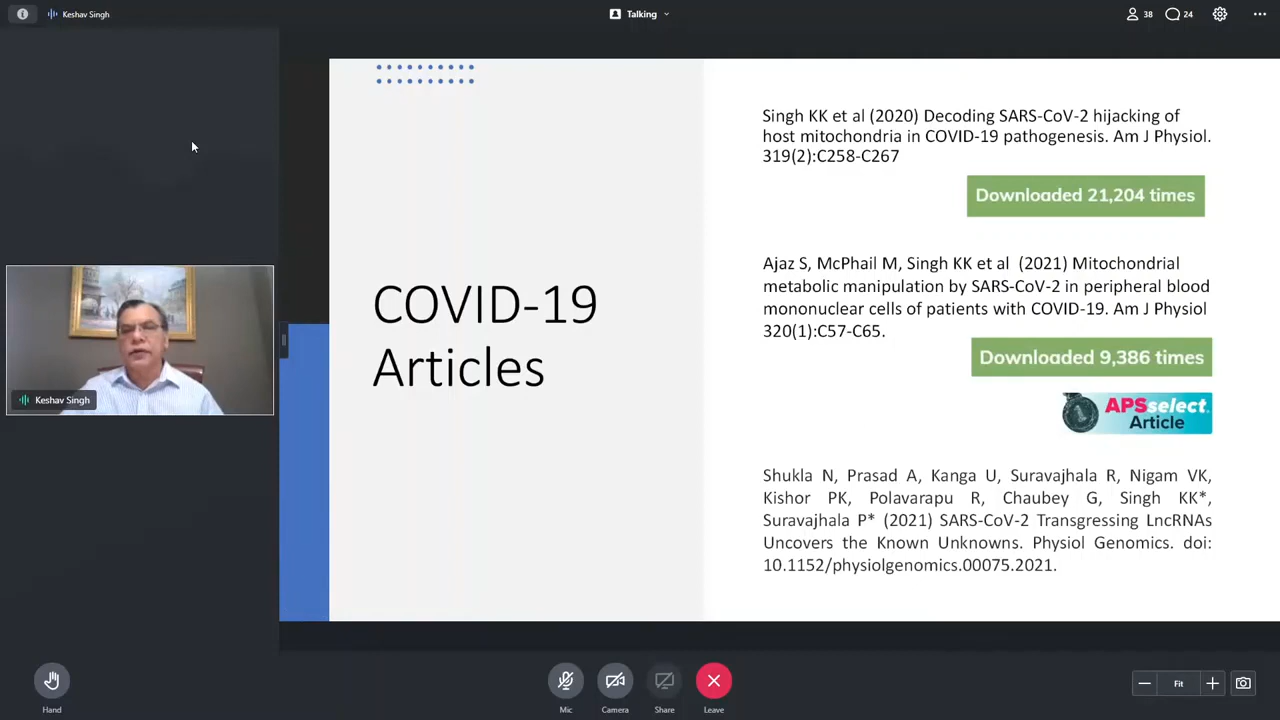 Keshav Singh
Talking
38
24
Singh KK et al (2020) Decoding SARS-CoV-2 hijacking of
host mitochondria in COVID-19 pathogenesis. Am J Physiol.
319(2):C258-C267
Downloaded 21,204 times
Ajaz S, McPhail M, Singh KK et al (2021) Mitochondrial
metabolic manipulation by SARS-CoV-2 in peripheral blood
mononuclear cells of patients with COVID-19. Am J Physiol
320(1):C57-C65.
Downloaded 9,386 times
APSselect
Article
COVID-19
Articles
Shukla N, Prasad A, Kanga U, Suravajhala R, Nigam VK,
Kishor PK, Polavarapu R, Chaubey G, Singh KK*,
Suravajhala P* (2021) SARS-CoV-2 Transgressing LncRNAs
Uncovers the Known Unknowns. Physiol Genomics. doi:
10.1152/physiolgenomics.00075.2021.
Keshav Singh
Hand
Mic
Camera
Share
Leave
Fit